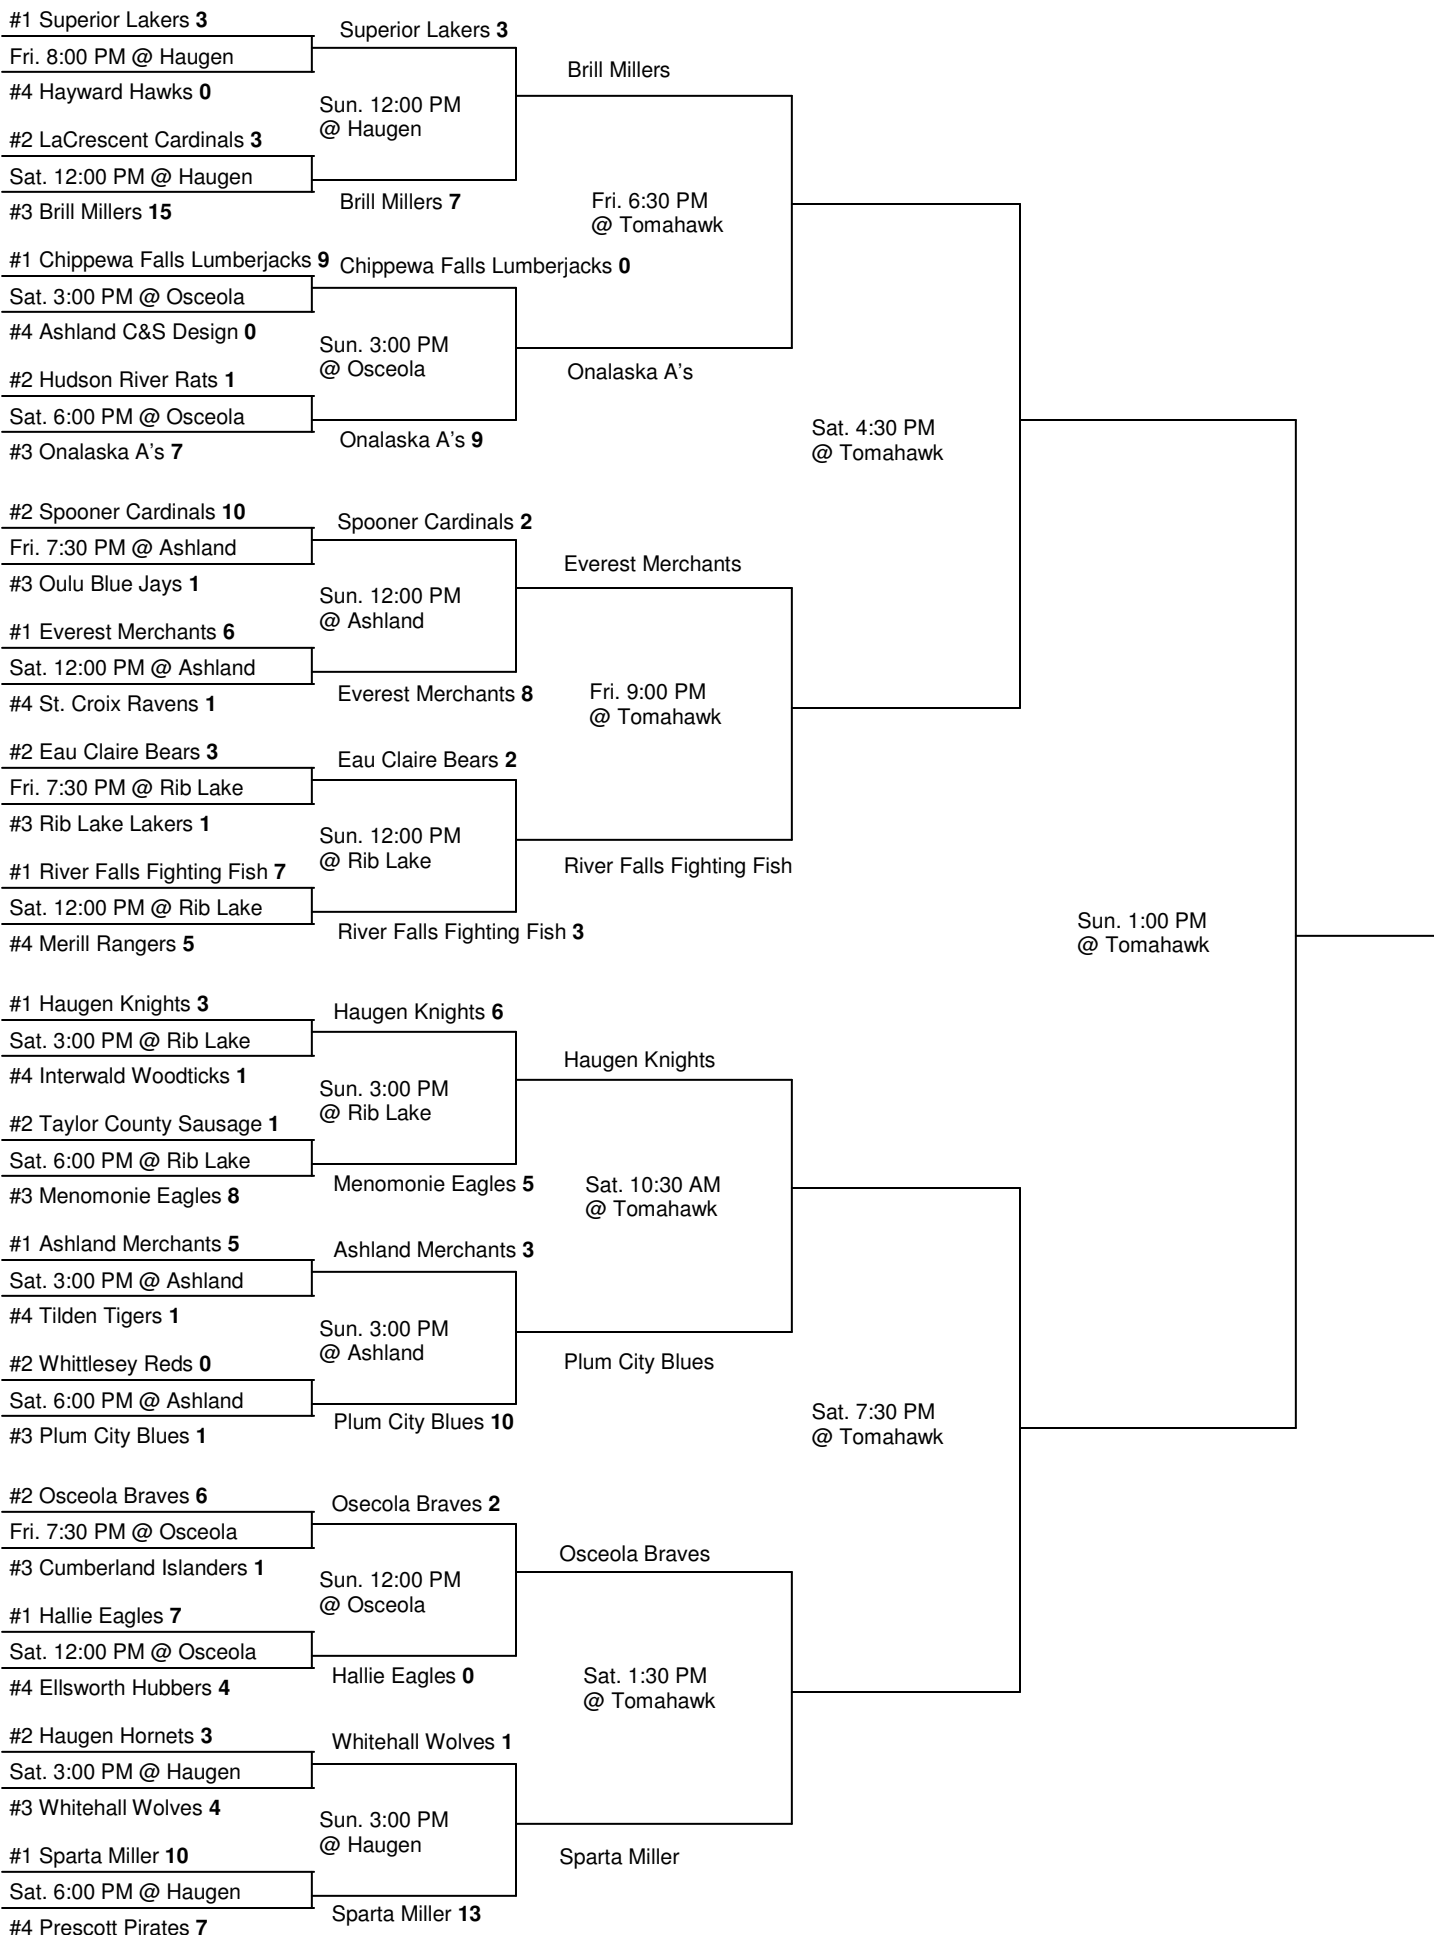 #1 Superior Lakers 3
Fri. 8:00 PM @ Haugen
#4 Hayward Hawks 0
#2 LaCrescent Cardinals 3
Sat. 12:00 PM @ Haugen
#3 Brill Millers 15
#1 Chippewa Falls Lumberjacks 9
Sat. 3:00 PM @ Osceola
#4 Ashland C&S Design 0
#2 Hudson River Rats 1
Sat. 6:00 PM @ Osceola
#3 Onalaska A’s 7
#2 Spooner Cardinals 10
Fri. 7:30 PM @ Ashland
#3 Oulu Blue Jays 1
#1 Everest Merchants 6
Sat. 12:00 PM @ Ashland
#4 St. Croix Ravens 1
#2 Eau Claire Bears 3
Fri. 7:30 PM @ Rib Lake
#3 Rib Lake Lakers 1
#1 River Falls Fighting Fish 7
Sat. 12:00 PM @ Rib Lake
#4 Merill Rangers 5
#1 Haugen Knights 3
Sat. 3:00 PM @ Rib Lake
#4 Interwald Woodticks 1
#2 Taylor County Sausage 1
Sat. 6:00 PM @ Rib Lake
#3 Menomonie Eagles 8
#1 Ashland Merchants 5
Sat. 3:00 PM @ Ashland
#4 Tilden Tigers 1
#2 Whittlesey Reds 0
Sat. 6:00 PM @ Ashland
#3 Plum City Blues 1
#2 Osceola Braves 6
Fri. 7:30 PM @ Osceola
#3 Cumberland Islanders 1
#1 Hallie Eagles 7
Sat. 12:00 PM @ Osceola
#4 Ellsworth Hubbers 4
#2 Haugen Hornets 3
Sat. 3:00 PM @ Haugen
#3 Whitehall Wolves 4
#1 Sparta Miller 10
Sat. 6:00 PM @ Haugen
#4 Prescott Pirates 7
Superior Lakers 3
Sun. 12:00 PM
@ Haugen
Brill Millers 7
Chippewa Falls Lumberjacks 0
Sun. 3:00 PM
@ Osceola
Onalaska A’s 9
Spooner Cardinals 2
Sun. 12:00 PM
@ Ashland
Everest Merchants 8
Eau Claire Bears 2
Sun. 12:00 PM
@ Rib Lake
River Falls Fighting Fish 3
Haugen Knights 6
Sun. 3:00 PM
@ Rib Lake
Menomonie Eagles 5
Ashland Merchants 3
Sun. 3:00 PM
@ Ashland
Plum City Blues 10
Osecola Braves 2
Sun. 12:00 PM
@ Osceola
Hallie Eagles 0
Whitehall Wolves 1
Sun. 3:00 PM
@ Haugen
Sparta Miller 13
Brill Millers
Fri. 6:30 PM
@ Tomahawk
Onalaska A’s
Everest Merchants
Fri. 9:00 PM
@ Tomahawk
River Falls Fighting Fish
Haugen Knights
Sat. 10:30 AM
@ Tomahawk
Plum City Blues
Osceola Braves
Sat. 1:30 PM
@ Tomahawk
Sparta Miller
Sat. 4:30 PM
@ Tomahawk
Sat. 7:30 PM
@ Tomahawk
Sun. 1:00 PM
@ Tomahawk